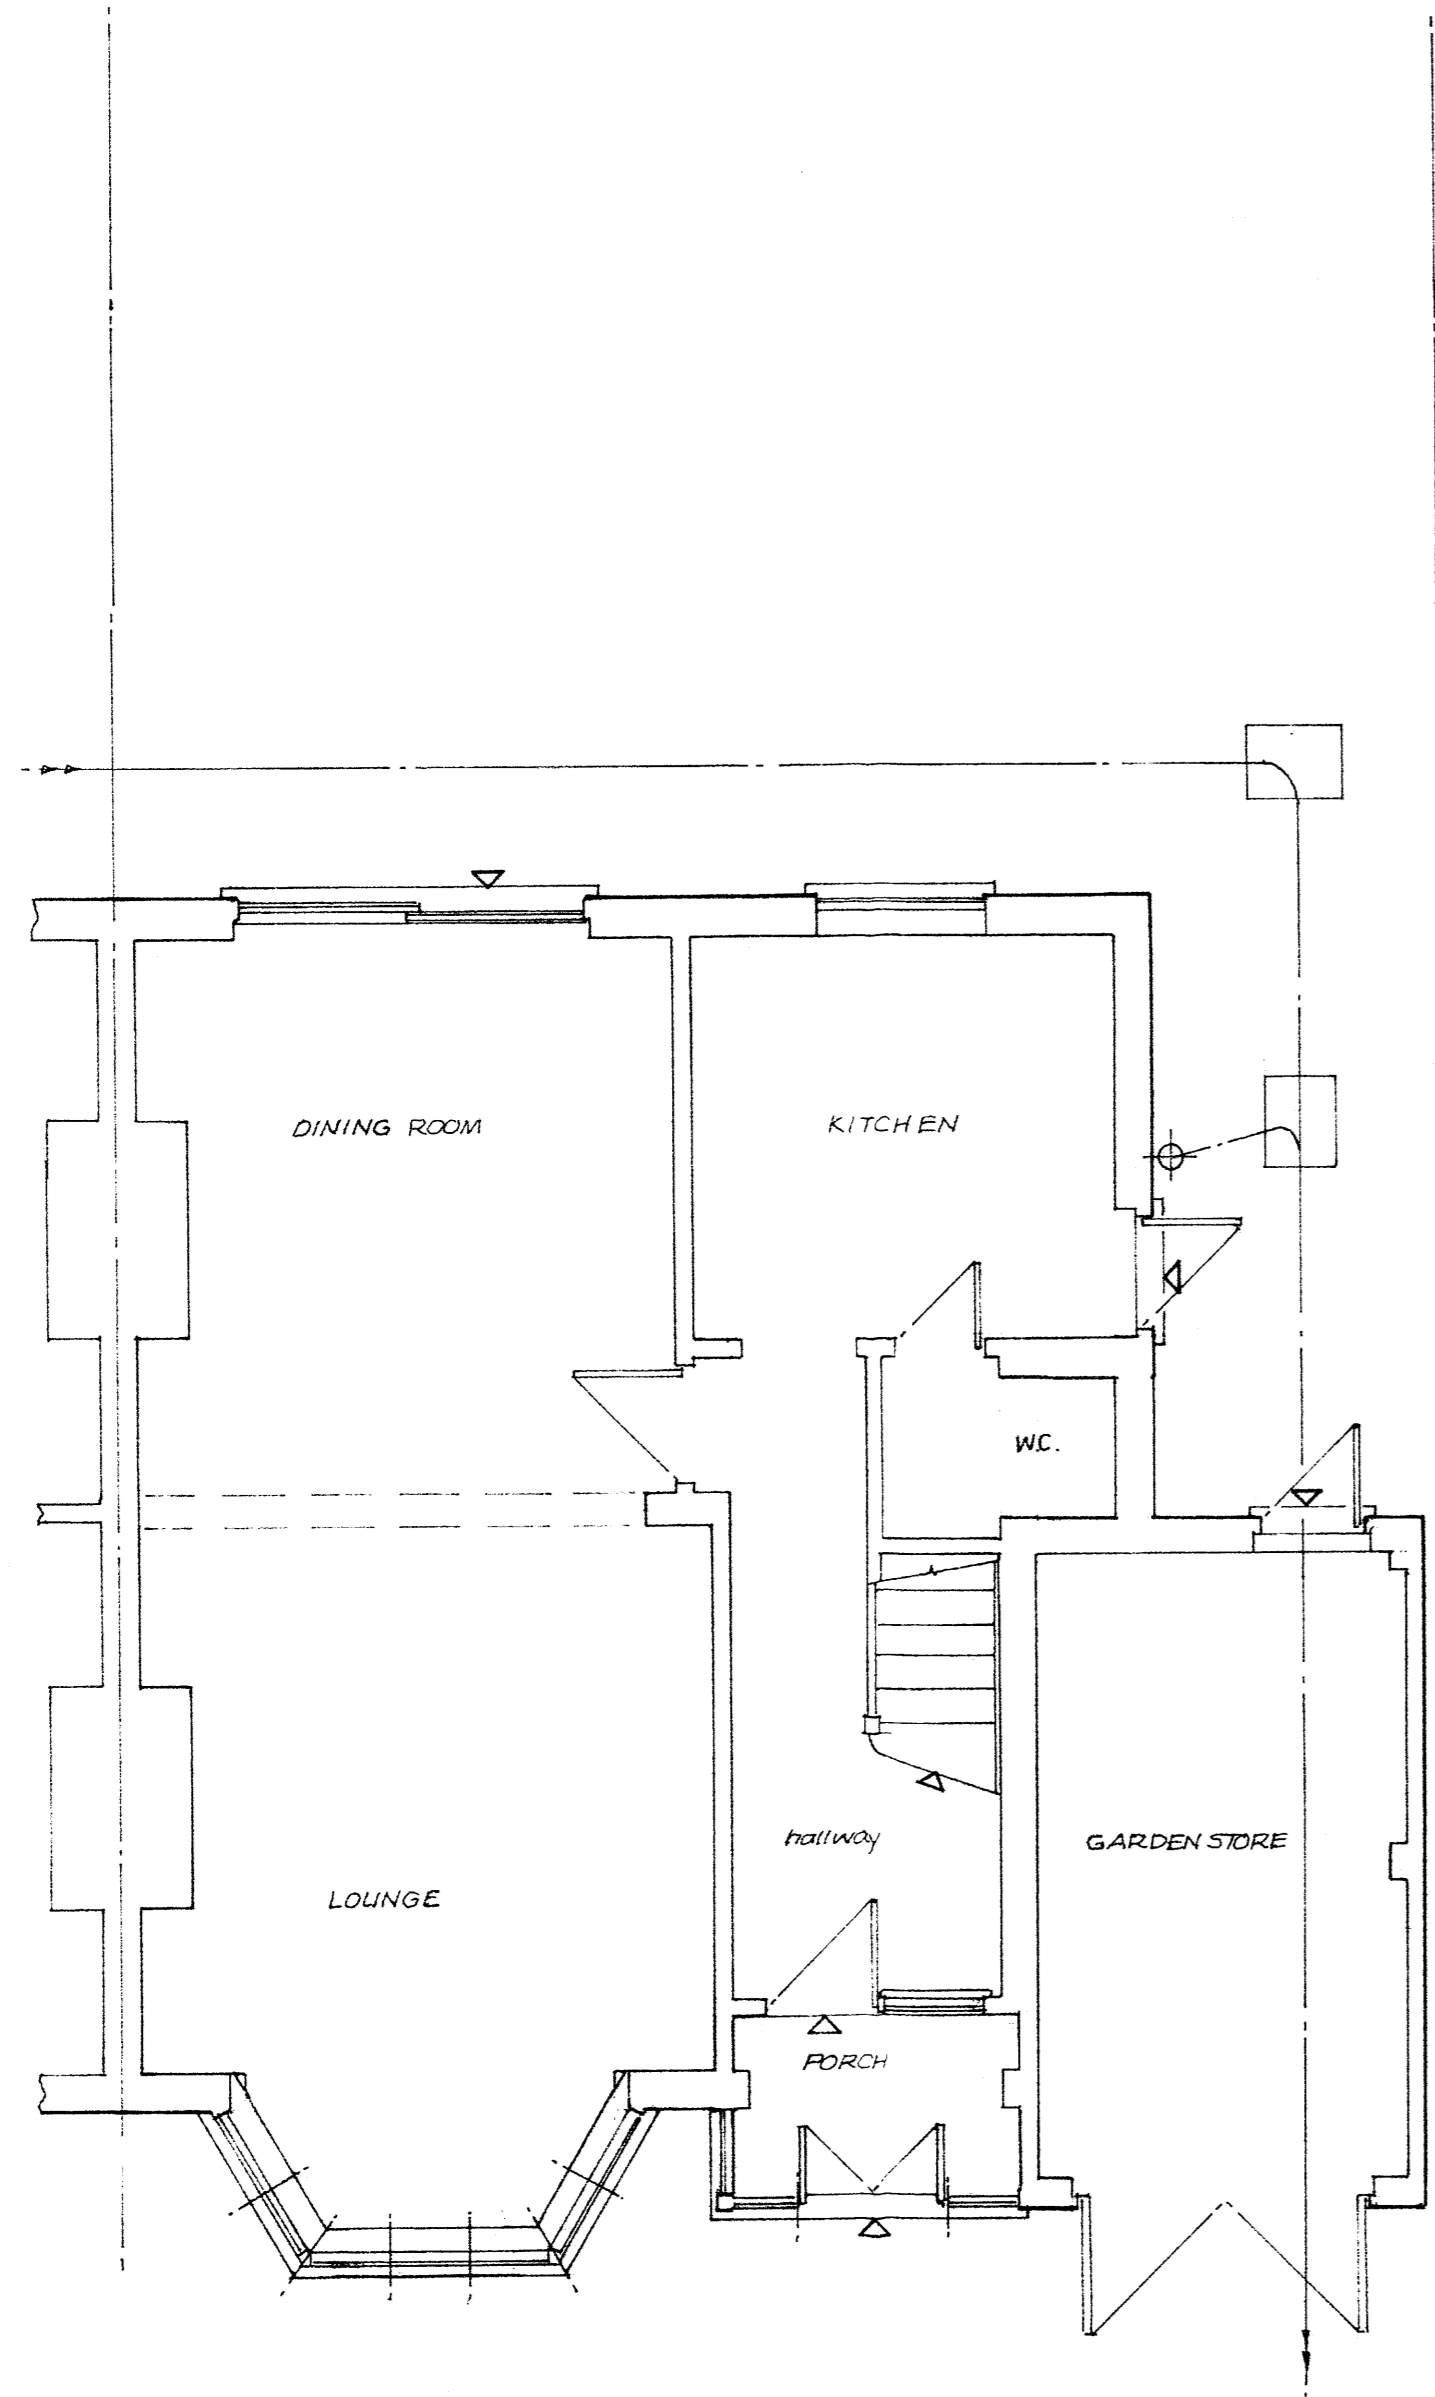 DINING ROOM
KITCHEN
W.C.
hallway
GARDEN STORE
LOUNGE
PORCH